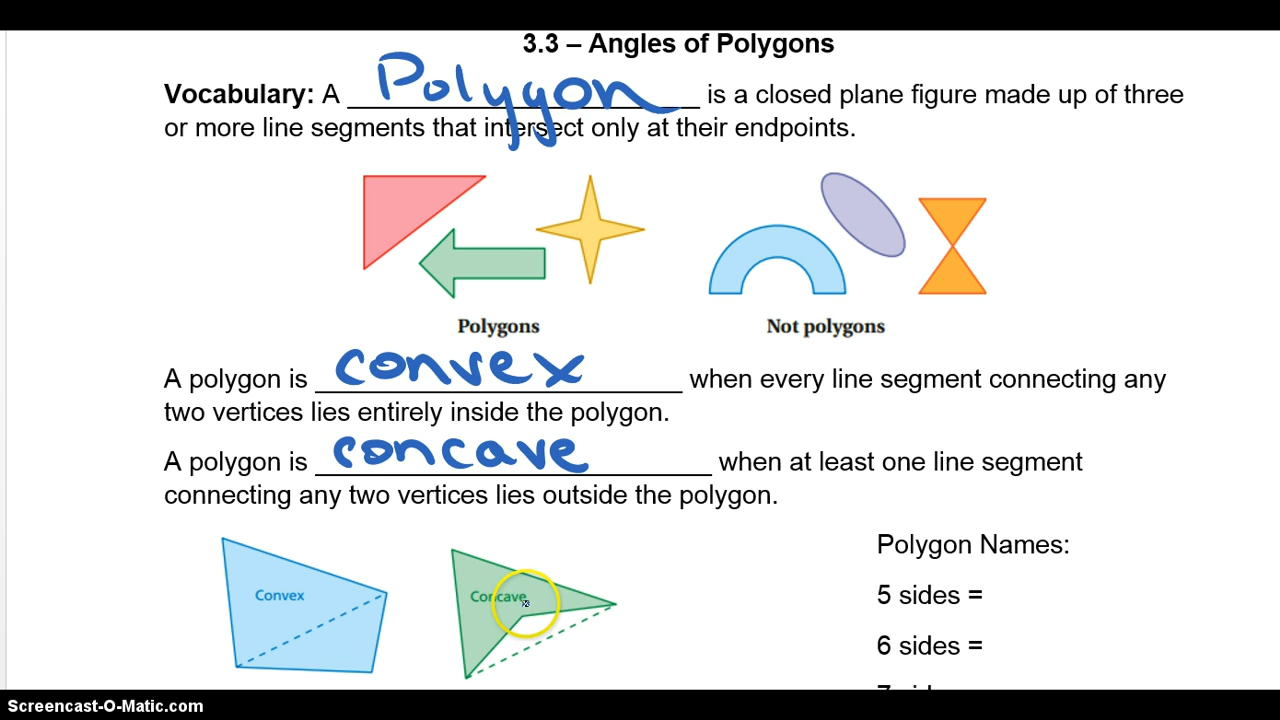 3.3 – Angles of Polygons
Vocabulary: A Polygon is a closed plane figure made up of three
or more line segments that intersect only at their endpoints.
Polygons
Not polygons
A polygon is convex when every line segment connecting any
two vertices lies entirely inside the polygon.
A polygon is concave when at least one line segment
connecting any two vertices lies outside the polygon.
Convex
Concave
Polygon Names:
5 sides =
6 sides =
Screencast-O-Matic.com